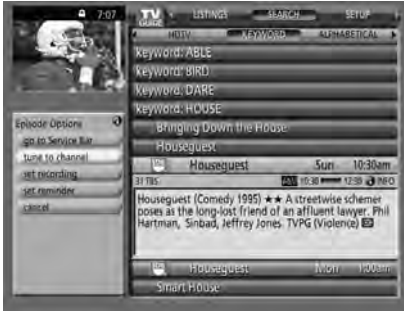 7:07
TV GUIDE
LISTINGS
SEARCH
SETUP
HDTV
KEYWORD
ALPHABETICAL
keyword: ABLE
keyword: BIRD
keyword: DARE
keyword: HOUSE
Bringing Down the House
Houseguest
Houseguest Sun 10:30am
31 TBS 10:30 12:30 INFO
Houseguest (Comedy 1995) ★★ A streetwise schemer
poses as the long-lost friend of an affluent lawyer. Phil
Hartman, Sinbad, Jeffrey Jones TVPG (Violence)
Houseguest Mon 1:00am
Smart House
Episode Options
go to Service Bar
tune to channel
set recording
set reminder
cancel